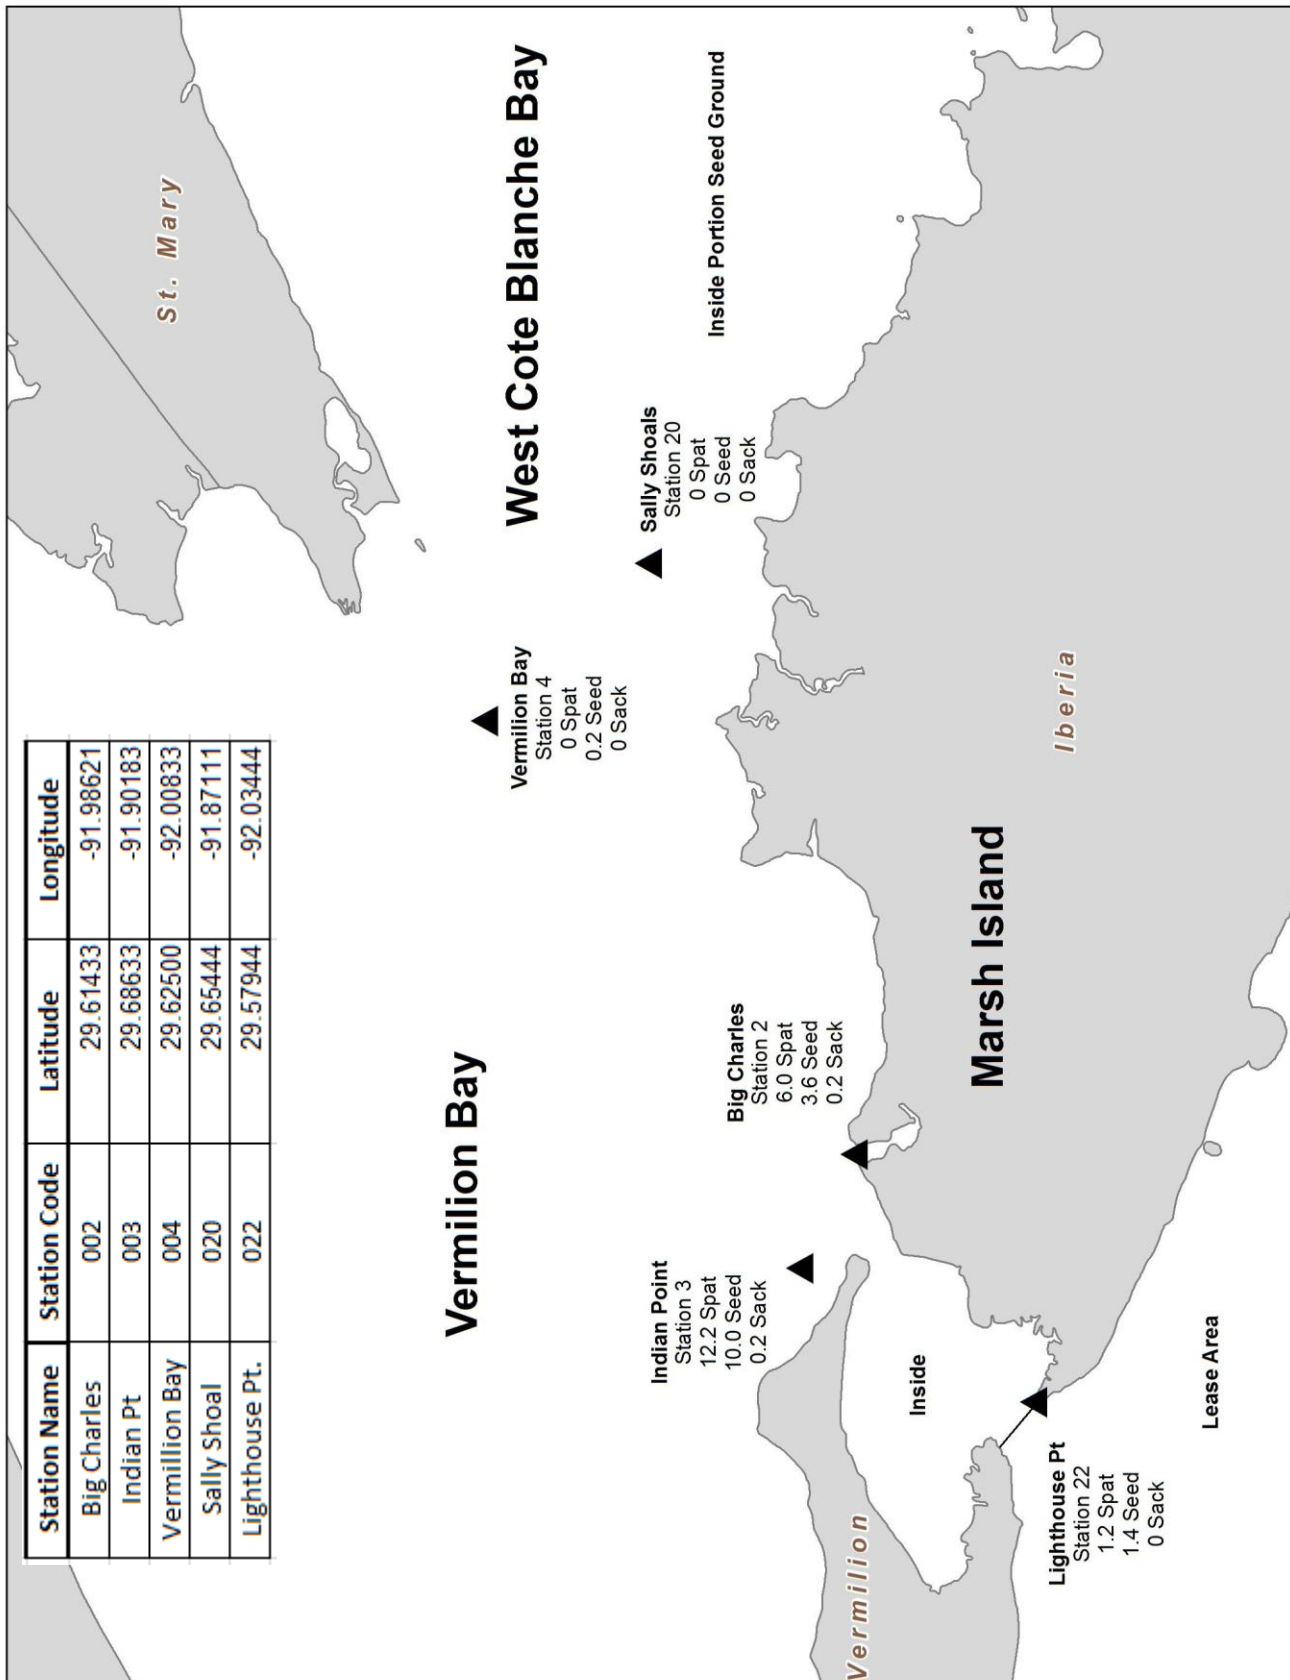 Station Name Station Code Latitude Longitude
Big Charles 002 29.61433 -91.98621
Indian Pt 003 29.68633 -91.90183
Vermillion Bay 004 29.62500 -92.00833
Sally Shoal 020 29.65444 -91.87111
Lighthouse Pt. 022 29.57944 -92.03444
St. Mary
Vermilion Bay
West Cote Blanche Bay
Vermilion Bay
Station 4
0 Spat
0.2 Seed
0 Sack
Sally Shoals
Station 20
0 Spat
0 Seed
0 Sack
Inside Portion Seed Ground
Indian Point
Station 3
12.2 Spat
10.0 Seed
0.2 Sack
Big Charles
Station 2
6.0 Spat
3.6 Seed
0.2 Sack
Vermilion
Inside
Marsh Island
Iberia
Lighthouse Pt
Station 22
1.2 Spat
1.4 Seed
0 Sack
Lease Area